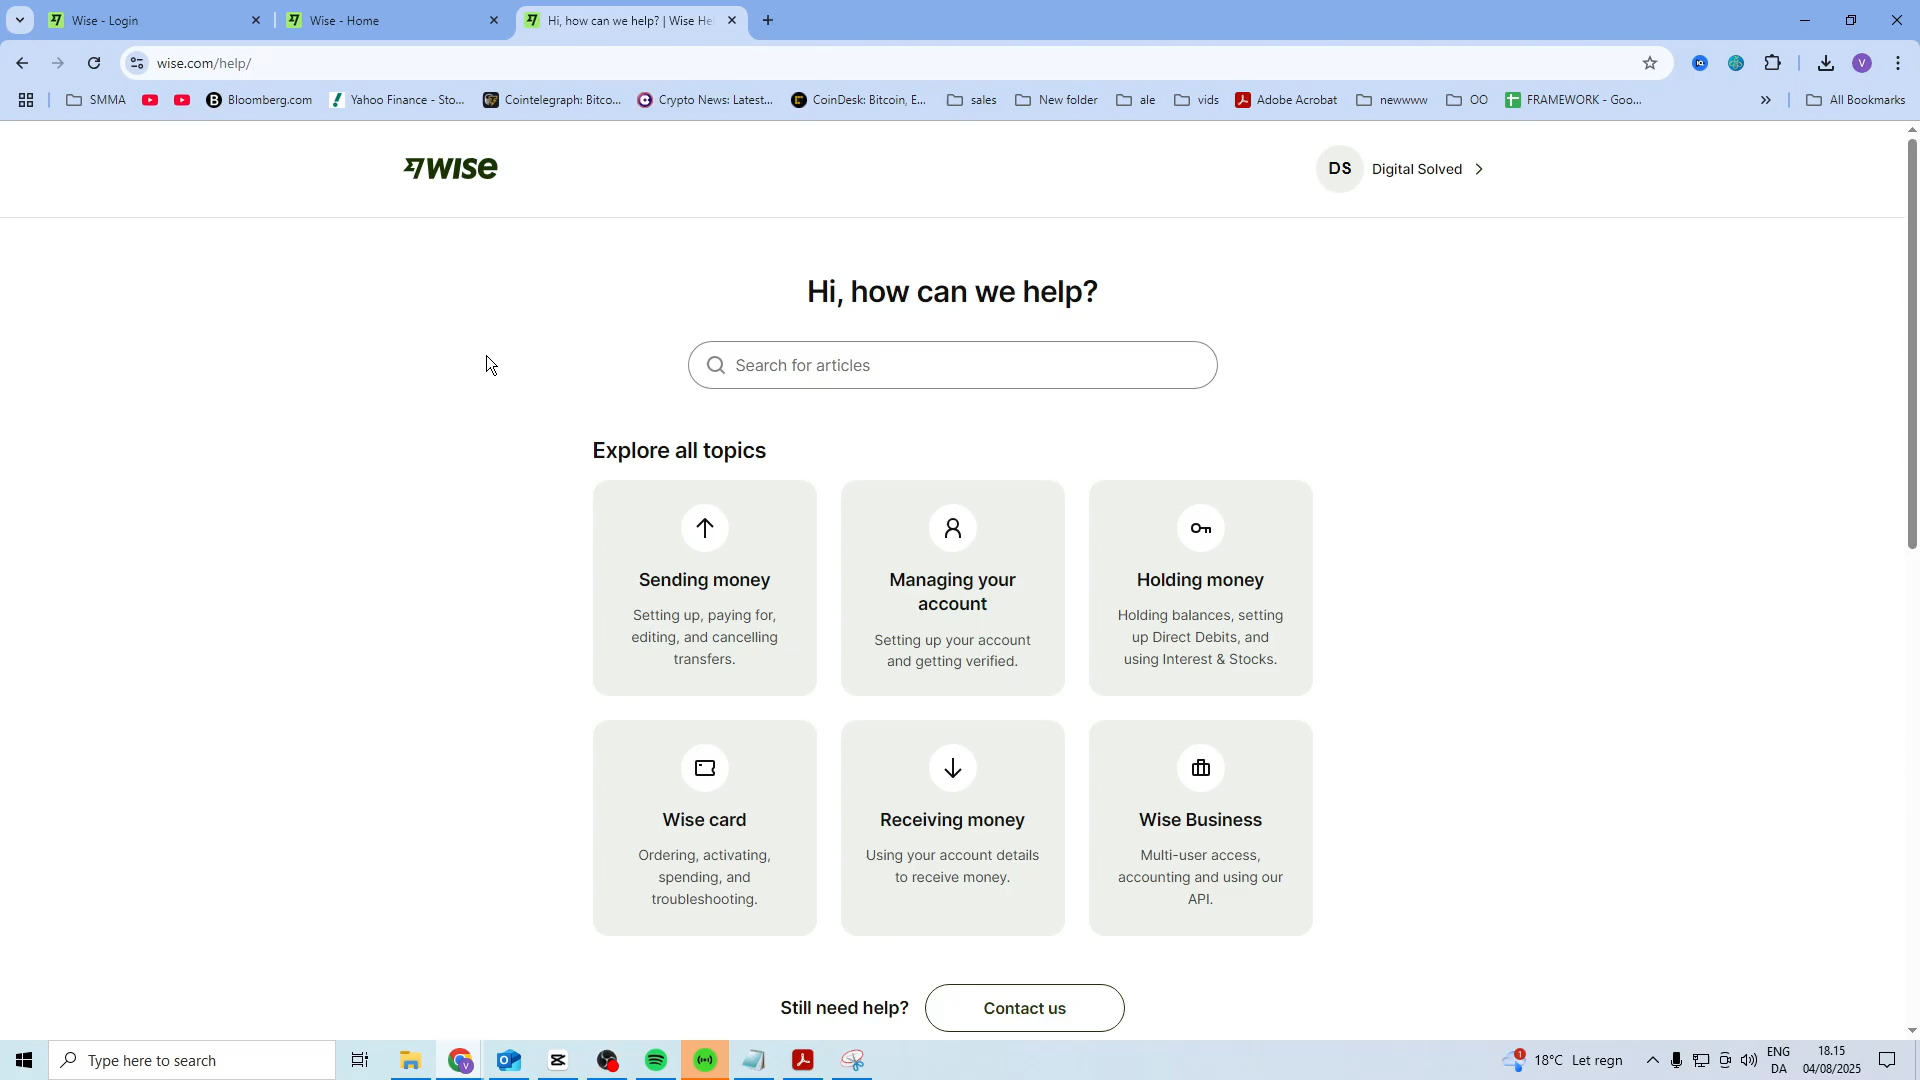 Wise - Login
Wise - Home
Hi, how can we help? | Wise He
wise.com/help/
V
SMMA
Bloomberg.com
Yahoo Finance - Sto...
Cointelegraph: Bitco...
Crypto News: Latest...
CoinDesk: Bitcoin, E...
sales
New folder
ale
vids
Adobe Acrobat
newwww
OO
FRAMEWORK - Goo...
»
All Bookmarks
WISE
DS
Digital Solved
Hi, how can we help?
Search for articles
Explore all topics
Sending money
Setting up, paying for,
editing, and cancelling
transfers.
Managing your
account
Setting up your account
and getting verified.
Holding money
Holding balances, setting
up Direct Debits, and
using Interest & Stocks.
Wise card
Ordering, activating,
spending, and
troubleshooting.
Receiving money
Using your account details
to receive money.
Wise Business
Multi-user access,
accounting and using our
API.
Still need help?
Contact us
Type here to search
1
18°C Let regn
ENG
DA
18.15
04/08/2025